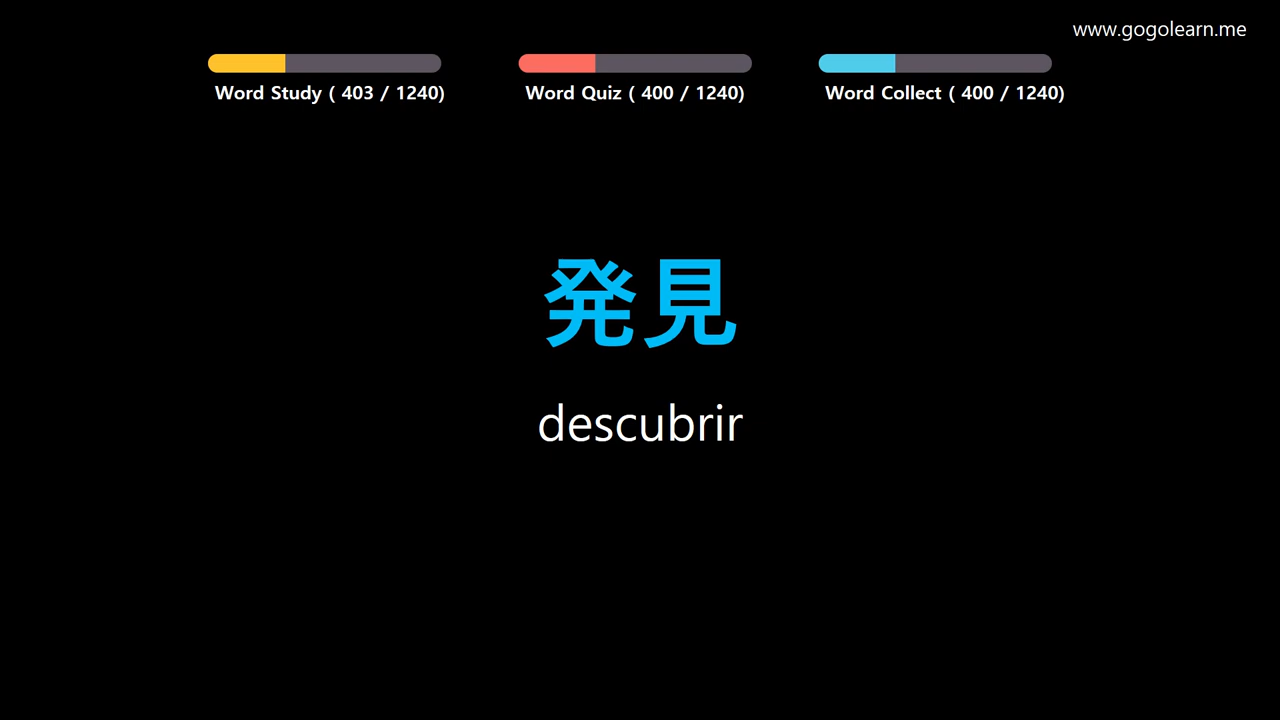 www.gogolearn.me
Word Study ( 403 / 1240)
Word Quiz ( 400 / 1240)
Word Collect ( 400 / 1240)
発見
descubrir